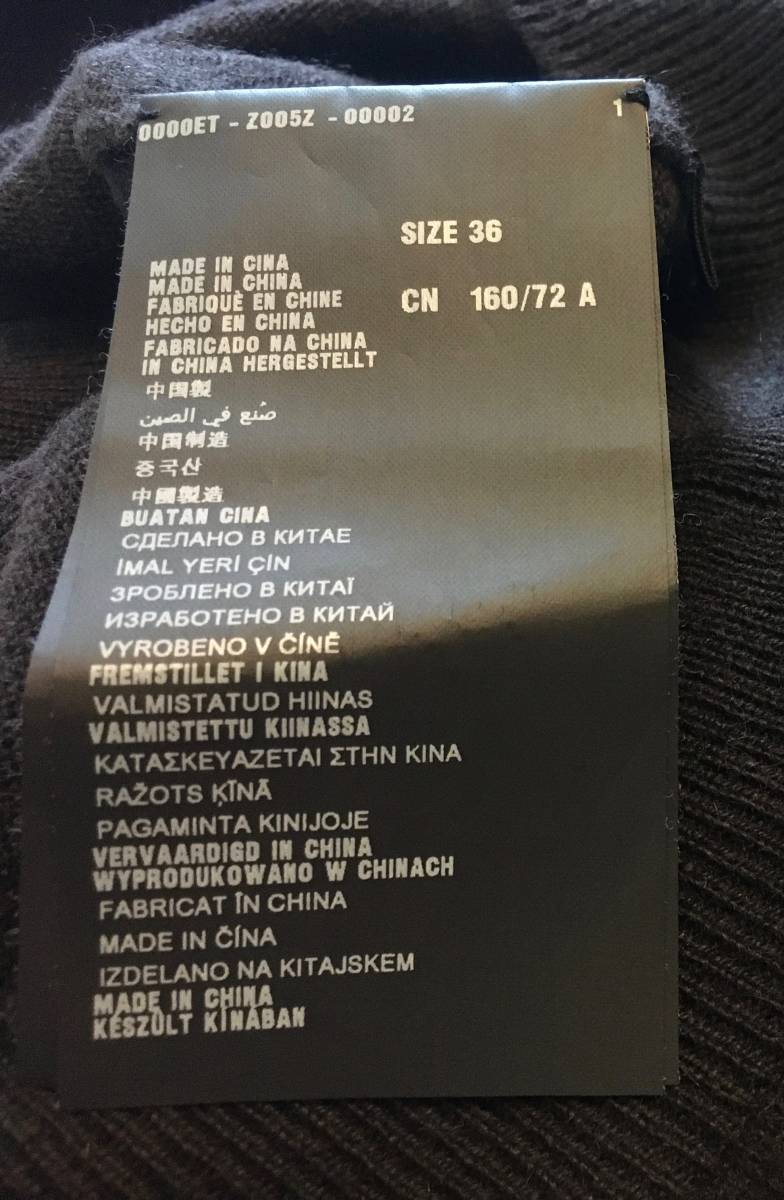 0000ET - Z005Z - 00002
1
SIZE 36
CN 160/72 A
MADE IN CINA
MADE IN CHINA
FABRIQUÈ EN CHINE
HECHO EN CHINA
FABRICADO NA CHINA
IN CHINA HERGESTELLT
中国製
صُنع في الصين
中国制造
중국산
中國製造
BUATAN CINA
СДЕЛАНО В КИТАЕ
İMAL YERİ ÇİN
ЗРОБЛЕНО В КИТАЇ
ИЗРАБОТЕНО В КИТАЙ
VYROBENO V ČÍNĚ
FREMSTILLET I KINA
VALMISTATUD HIINAS
VALMISTETTU KIINASSA
ΚΑΤΑΣΚΕΥΑΖΕΤΑΙ ΣΤΗΝ ΚΙΝΑ
RAŽOTS ĶĪNĀ
PAGAMINTA KINIJOJE
VERVAARDIGD IN CHINA
WYPRODUKOWANO W CHINACH
FABRICAT ÎN CHINA
MADE IN ČÍNA
IZDELANO NA KITAJSKEM
MADE IN CHINA
KÉSZÜLT KÍNÁBAN